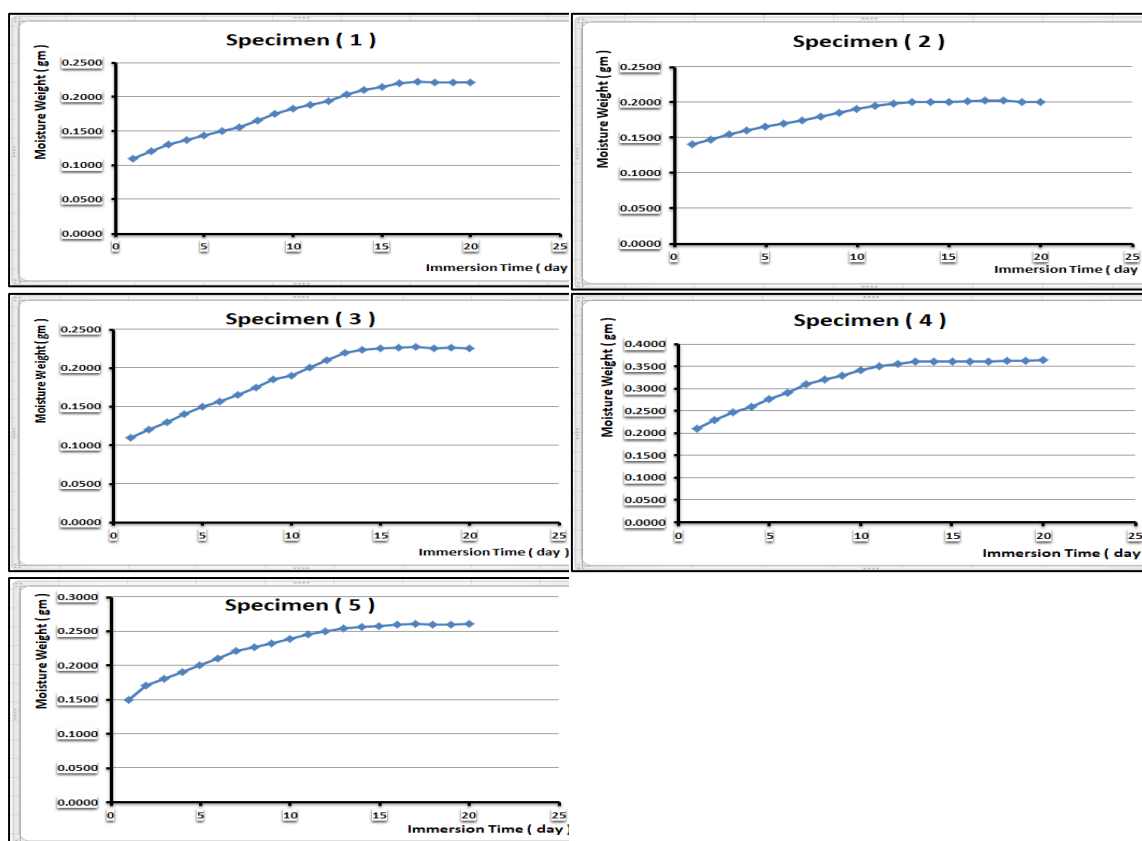 Specimen ( 1 )
Moisture Weight ( gm )
0.2500
0.2000
0.1500
0.1000
0.0500
0.0000
0 5 10 15 20 25
Immersion Time ( day
Specimen ( 2 )
Moisture Weight ( gm )
0.2500
0.2000
0.1500
0.1000
0.0500
0.0000
0 5 10 15 20 25
Immersion Time ( day )
Specimen ( 3 )
Moisture Weight ( gm )
0.2500
0.2000
0.1500
0.1000
0.0500
0.0000
0 5 10 15 20 25
Immersion Time ( day )
Specimen ( 4 )
Moisture Weight ( gm )
0.4000
0.3500
0.3000
0.2500
0.2000
0.1500
0.1000
0.0500
0.0000
0 5 10 15 20 25
Immersion Time ( day )
Specimen ( 5 )
Moisture Weight ( gm )
0.3000
0.2500
0.2000
0.1500
0.1000
0.0500
0.0000
0 5 10 15 20 25
Immersion Time ( day )